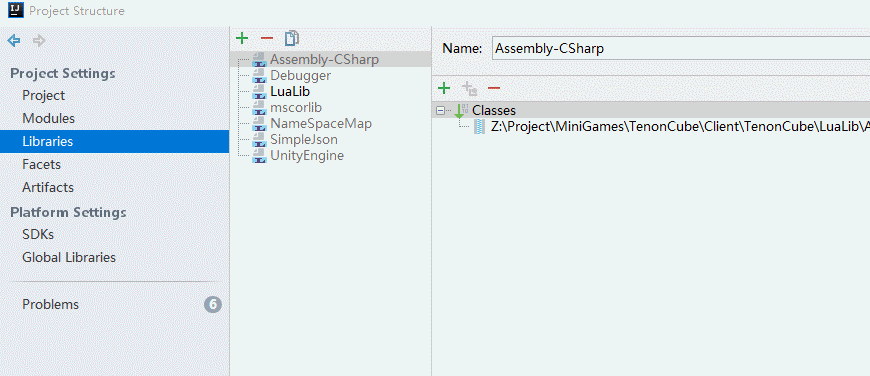 Project Structure
Project Settings
Project
Modules
Libraries
Facets
Artifacts
Platform Settings
SDKs
Global Libraries
Problems 6
Assembly-CSharp
Debugger
LuaLib
mscorlib
NameSpaceMap
SimpleJson
UnityEngine
Name: Assembly-CSharp
Classes
Z:\Project\MiniGames\TenonCube\Client\TenonCube\LuaLib\A